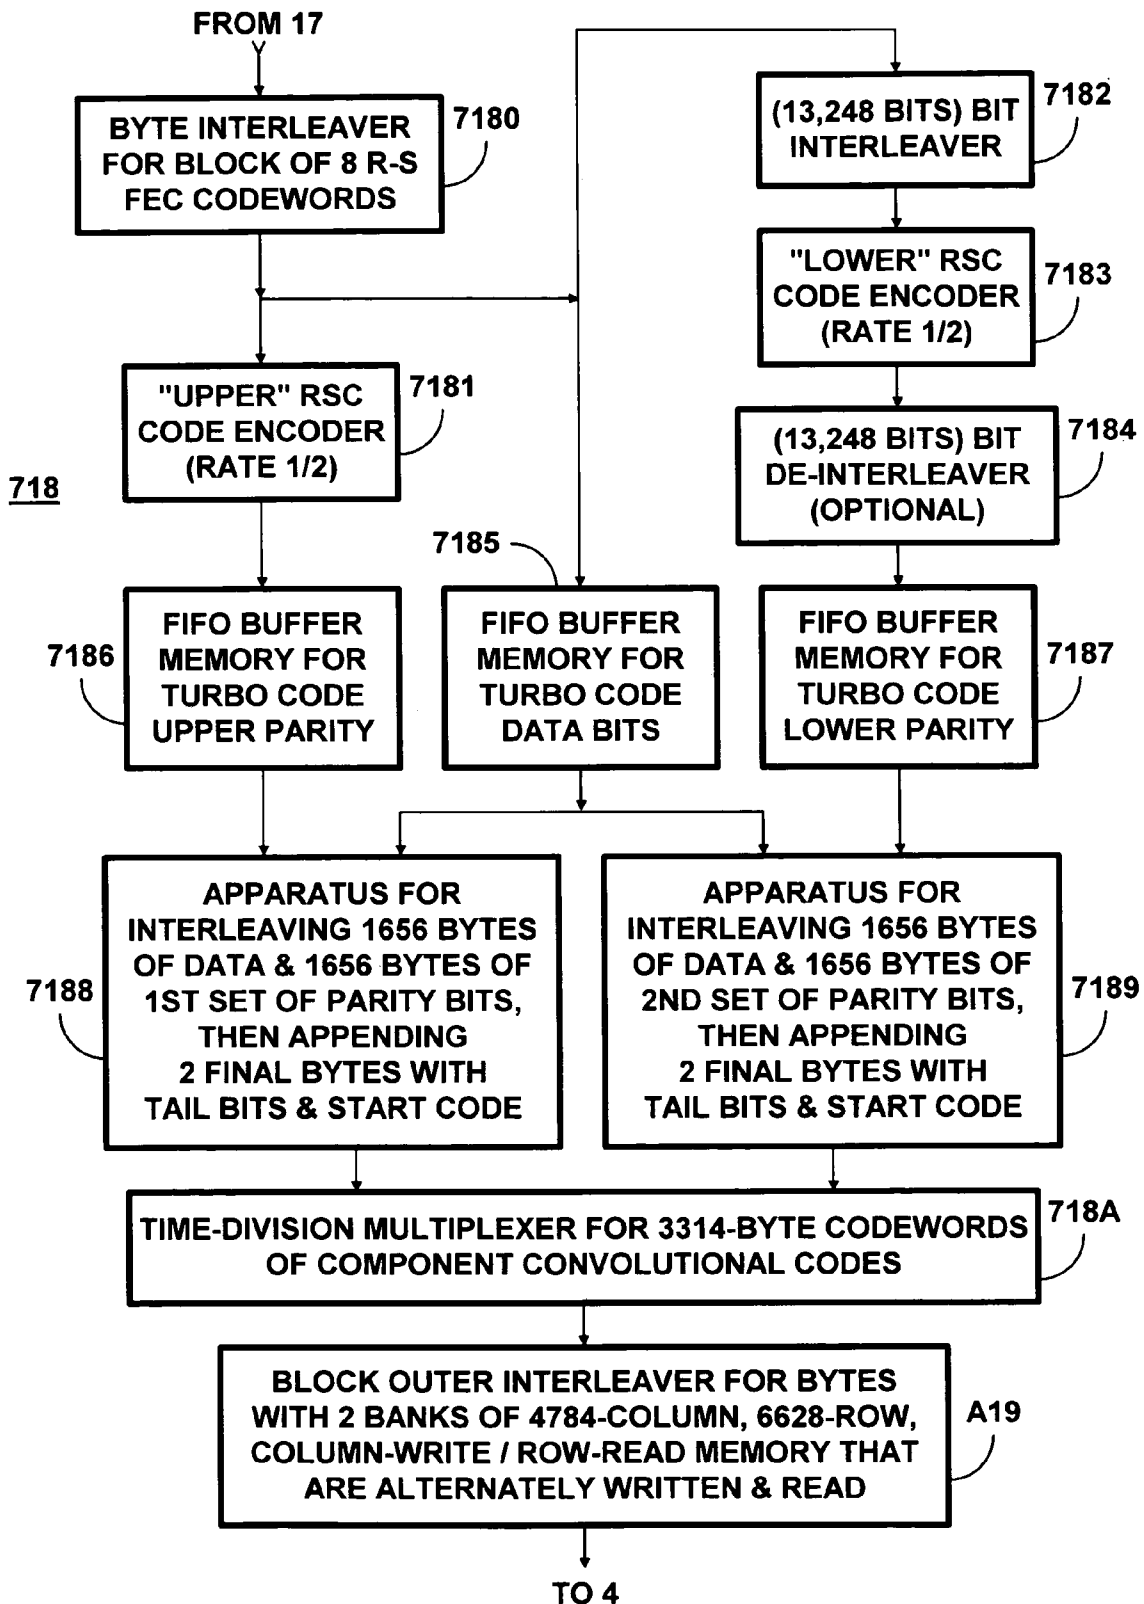 FROM 17
BYTE INTERLEAVER
FOR BLOCK OF 8 R-S
FEC CODEWORDS
7180
(13,248 BITS) BIT
INTERLEAVER
7182
"LOWER" RSC
CODE ENCODER
(RATE 1/2)
7183
"UPPER" RSC
CODE ENCODER
(RATE 1/2)
7181
(13,248 BITS) BIT
DE-INTERLEAVER
(OPTIONAL)
7184
718
7185
FIFO BUFFER
MEMORY FOR
TURBO CODE
UPPER PARITY
7186
FIFO BUFFER
MEMORY FOR
TURBO CODE
DATA BITS
FIFO BUFFER
MEMORY FOR
TURBO CODE
LOWER PARITY
7187
APPARATUS FOR
INTERLEAVING 1656 BYTES
OF DATA & 1656 BYTES OF
1ST SET OF PARITY BITS,
THEN APPENDING
2 FINAL BYTES WITH
TAIL BITS & START CODE
7188
APPARATUS FOR
INTERLEAVING 1656 BYTES
OF DATA & 1656 BYTES OF
2ND SET OF PARITY BITS,
THEN APPENDING
2 FINAL BYTES WITH
TAIL BITS & START CODE
7189
TIME-DIVISION MULTIPLEXER FOR 3314-BYTE CODEWORDS
OF COMPONENT CONVOLUTIONAL CODES
718A
BLOCK OUTER INTERLEAVER FOR BYTES
WITH 2 BANKS OF 4784-COLUMN, 6628-ROW,
COLUMN-WRITE / ROW-READ MEMORY THAT
ARE ALTERNATELY WRITTEN & READ
A19
TO 4